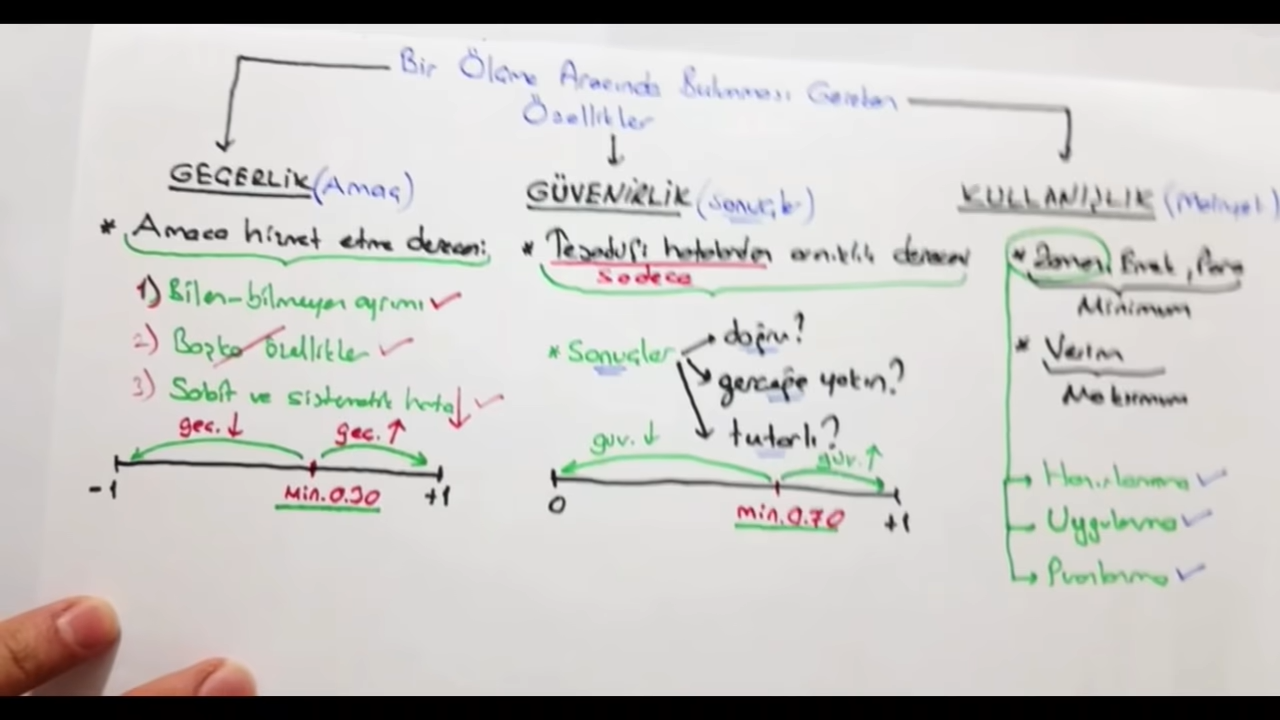 Bir Ölçme Aracında Bulunması Gereken
Özellikler
GEÇERLİK (Amaç)
* Amaca hizmet etme derecesi
1) Bilen-bilmeyen ayrımı ✓
2) Başka özellikler ✓
3) Sabit ve sistematik hata ↓ ✓
geç. ↓ geç. ↑
-1 Min. 0.30 +1
GÜVENİRLİK (Sonuçlar)
* Tesadüfi hatalardan arınıklık derecesi
Sadece
* Sonuçlar
doğru?
gerçeğe yakın?
tutarlı?
güv. ↓ güv. ↑
0 min. 0.70 +1
KULLANIŞLILIK (Maliyet)
* Zaman, Emek, Para
Minimum
* Verim
Maksimum
Hazırlanma ✓
Uygulanma ✓
Puanlanma ✓